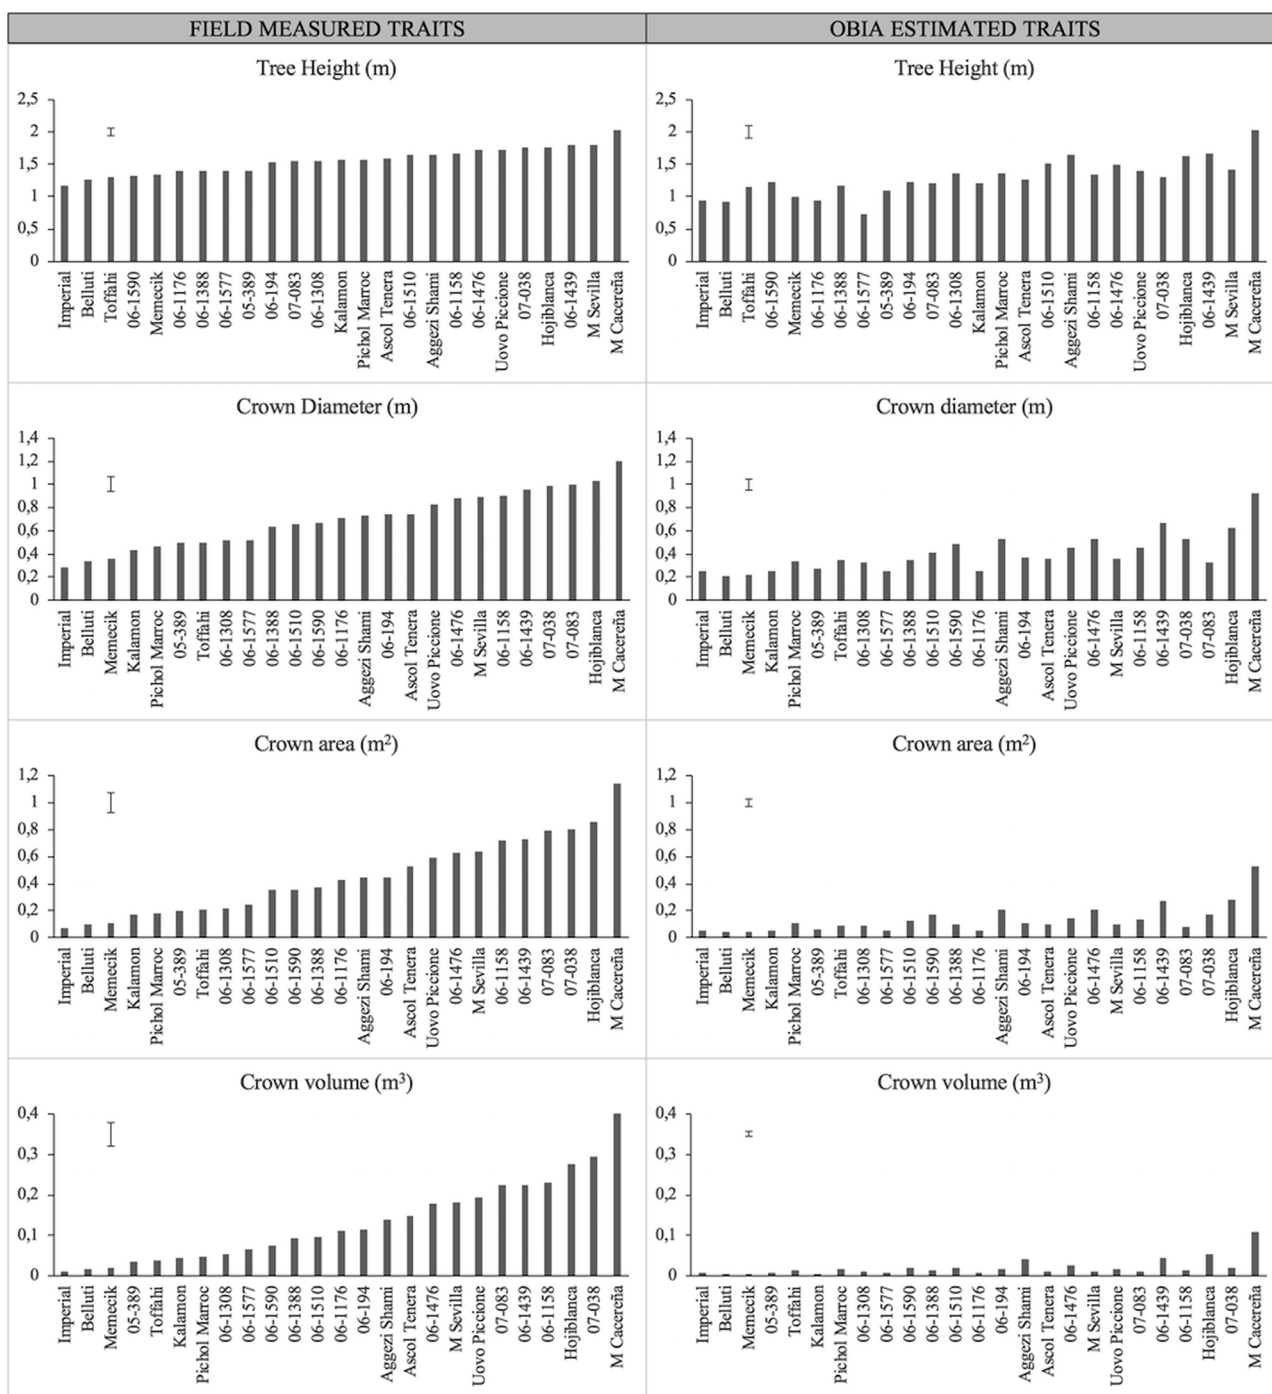 FIELD MEASURED TRAITS
OBIA ESTIMATED TRAITS
Tree Height (m)
2,5
2
1,5
1
0,5
0
Imperial
Belluti
Toffahi
06-1590
Memecik
06-1176
06-1388
06-1577
05-389
06-194
07-083
06-1308
Kalamon
Pichol Marroc
Ascol Tenera
06-1510
Aggezi Shami
06-1158
06-1476
Uovo Piccione
07-038
Hojiblanca
06-1439
M Sevilla
M Cacereña
Tree Height (m)
2,5
2
1,5
1
0,5
0
Imperial
Belluti
Toffahi
06-1590
Memecik
06-1176
06-1388
06-1577
05-389
06-194
07-083
06-1308
Kalamon
Pichol Marroc
Ascol Tenera
06-1510
Aggezi Shami
06-1158
06-1476
Uovo Piccione
07-038
Hojiblanca
06-1439
M Sevilla
M Cacereña
Crown Diameter (m)
1,4
1,2
1
0,8
0,6
0,4
0,2
0
Imperial
Belluti
Memecik
Kalamon
Pichol Marroc
05-389
Toffahi
06-1308
06-1577
06-1388
06-1510
06-1590
06-1176
Aggezi Shami
06-194
Ascol Tenera
Uovo Piccione
06-1476
M Sevilla
06-1158
06-1439
07-038
07-083
Hojiblanca
M Cacereña
Crown diameter (m)
1,4
1,2
1
0,8
0,6
0,4
0,2
0
Imperial
Belluti
Memecik
Kalamon
Pichol Marroc
05-389
Toffahi
06-1308
06-1577
06-1388
06-1510
06-1590
06-1176
Aggezi Shami
06-194
Ascol Tenera
Uovo Piccione
06-1476
M Sevilla
06-1158
06-1439
07-038
07-083
Hojiblanca
M Cacereña
Crown area (m²)
1,2
1
0,8
0,6
0,4
0,2
0
Imperial
Belluti
Memecik
Kalamon
Pichol Marroc
05-389
Toffahi
06-1308
06-1577
06-1510
06-1590
06-1388
06-1176
Aggezi Shami
06-194
Ascol Tenera
Uovo Piccione
06-1476
M Sevilla
06-1158
06-1439
07-083
07-038
Hojiblanca
M Cacereña
Crown area (m²)
1,2
1
0,8
0,6
0,4
0,2
0
Imperial
Belluti
Memecik
Kalamon
Pichol Marroc
05-389
Toffahi
06-1308
06-1577
06-1510
06-1590
06-1388
06-1176
Aggezi Shami
06-194
Ascol Tenera
Uovo Piccione
06-1476
M Sevilla
06-1158
06-1439
07-083
07-038
Hojiblanca
M Cacereña
Crown volume (m³)
0,4
0,3
0,2
0,1
0
Imperial
Belluti
Memecik
05-389
Toffahi
Kalamon
Pichol Marroc
06-1308
06-1577
06-1590
06-1388
06-1510
06-1176
06-194
Aggezi Shami
Ascol Tenera
06-1476
M Sevilla
Uovo Piccione
07-083
06-1439
06-1158
Hojiblanca
07-038
M Cacereña
Crown volume (m³)
0,4
0,3
0,2
0,1
0
Imperial
Belluti
Memecik
05-389
Toffahi
Kalamon
Pichol Marroc
06-1308
06-1577
06-1590
06-1388
06-1510
06-1176
06-194
Aggezi Shami
Ascol Tenera
06-1476
M Sevilla
Uovo Piccione
07-083
06-1439
06-1158
Hojiblanca
07-038
M Cacereña